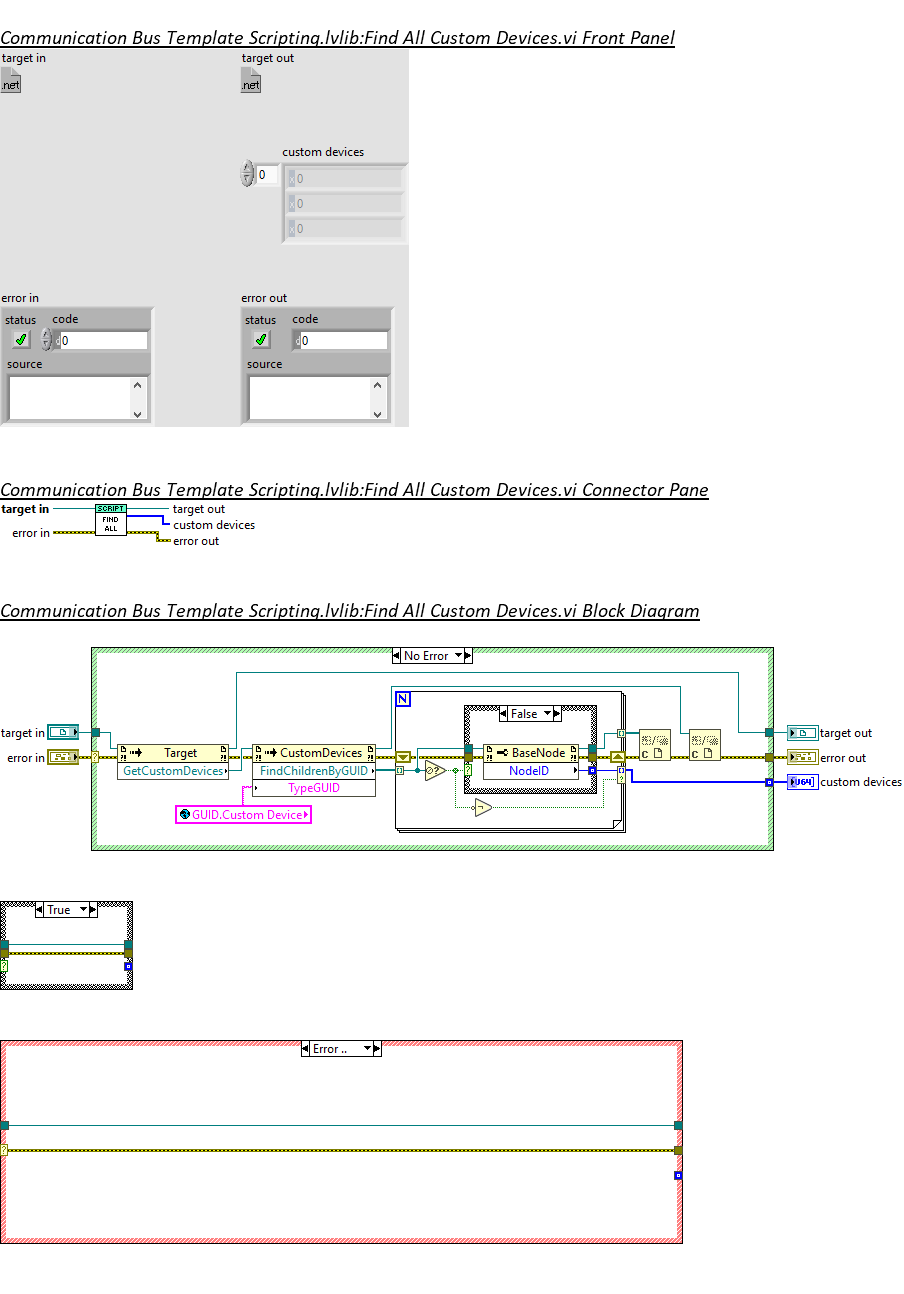 Communication Bus Template Scripting.lvlib:Find All Custom Devices.vi Front Panel
target in
target out
.net
.net
custom devices
0
0
0
0
error in
error out
status
code
status
code
0
0
source
source
Communication Bus Template Scripting.lvlib:Find All Custom Devices.vi Connector Pane
target in
SCRIPT
target out
FIND
custom devices
error in
ALL
error out
Communication Bus Template Scripting.lvlib:Find All Custom Devices.vi Block Diagram
No Error
N
False
target in
target out
Target
CustomDevices
BaseNode
error in
error out
GetCustomDevices
FindChildrenByGUID
NodeID
TypeGUID
U64
custom devices
GUID.Custom Device
True
Error ..